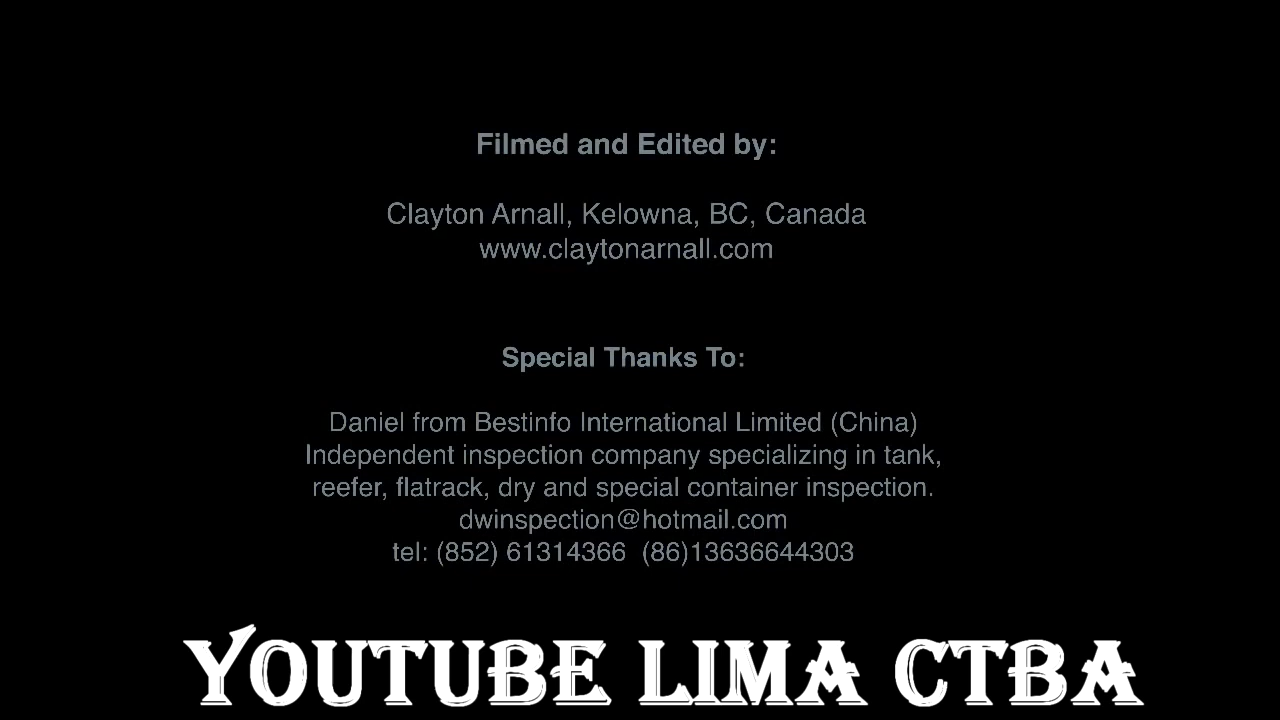 Filmed and Edited by:
Clayton Arnall, Kelowna, BC, Canada
www.claytonarnall.com
Special Thanks To:
Daniel from Bestinfo International Limited (China)
Independent inspection company specializing in tank,
reefer, flatrack, dry and special container inspection.
dwinspection@hotmail.com
tel: (852) 61314366 (86)13636644303
YOUTUBE LIMA CTBA